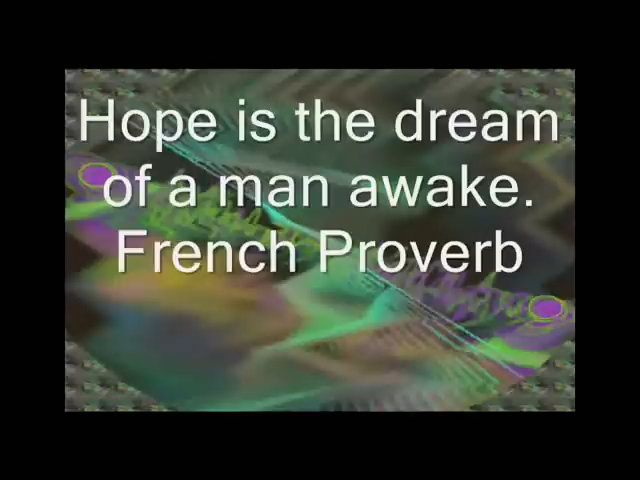 Hope is the dream
of a man awake.
French Proverb